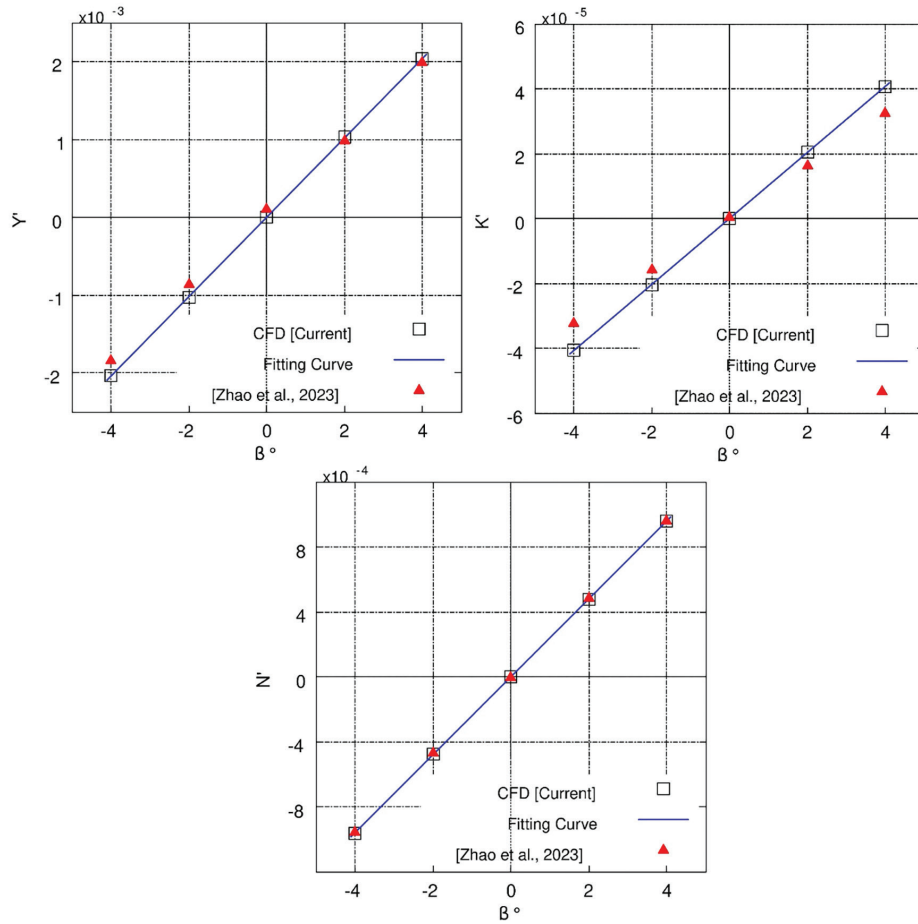 x10 -3
2
1
0
-1
-2
Y'
CFD [Current]
Fitting Curve
[Zhao et al., 2023]
-4 -2 0 2 4
β °
x10 -5
6
4
2
0
-2
-4
-6
K'
CFD [Current]
Fitting Curve
[Zhao et al., 2023]
-4 -2 0 2 4
β °
x10 -4
8
4
0
-4
-8
N'
CFD [Current]
Fitting Curve
[Zhao et al., 2023]
-4 -2 0 2 4
β °